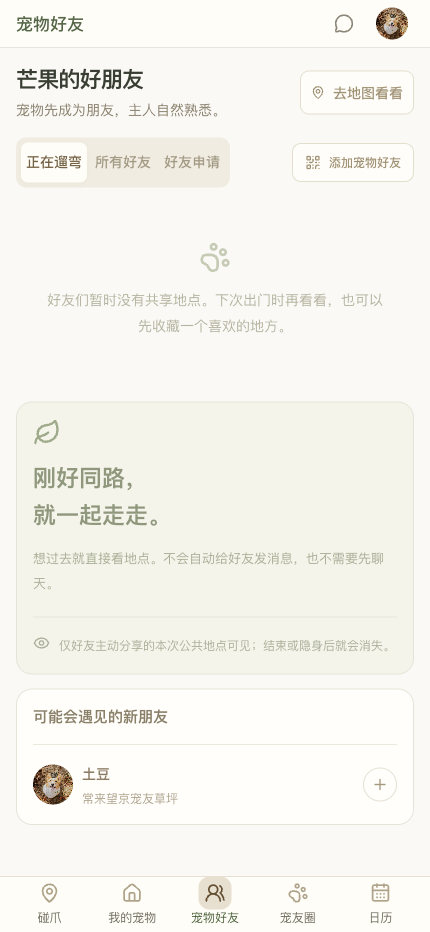 宠物好友
芒果的好朋友
去地图看看
宠物先成为朋友，主人自然熟悉。
正在遛弯 所有好友 好友申请
添加宠物好友
好友们暂时没有共享地点。下次出门时再看看，也可以
先收藏一个喜欢的地方。
刚好同路，
就一起走走。
想过去就直接看地点。不会自动给好友发消息，也不需要先聊
天。
仅好友主动分享的本次公共地点可见；结束或隐身后就会消失。
可能会遇见的新朋友
土豆
常来望京宠友草坪
碰爪 我的宠物 宠物好友 宠友圈 日历